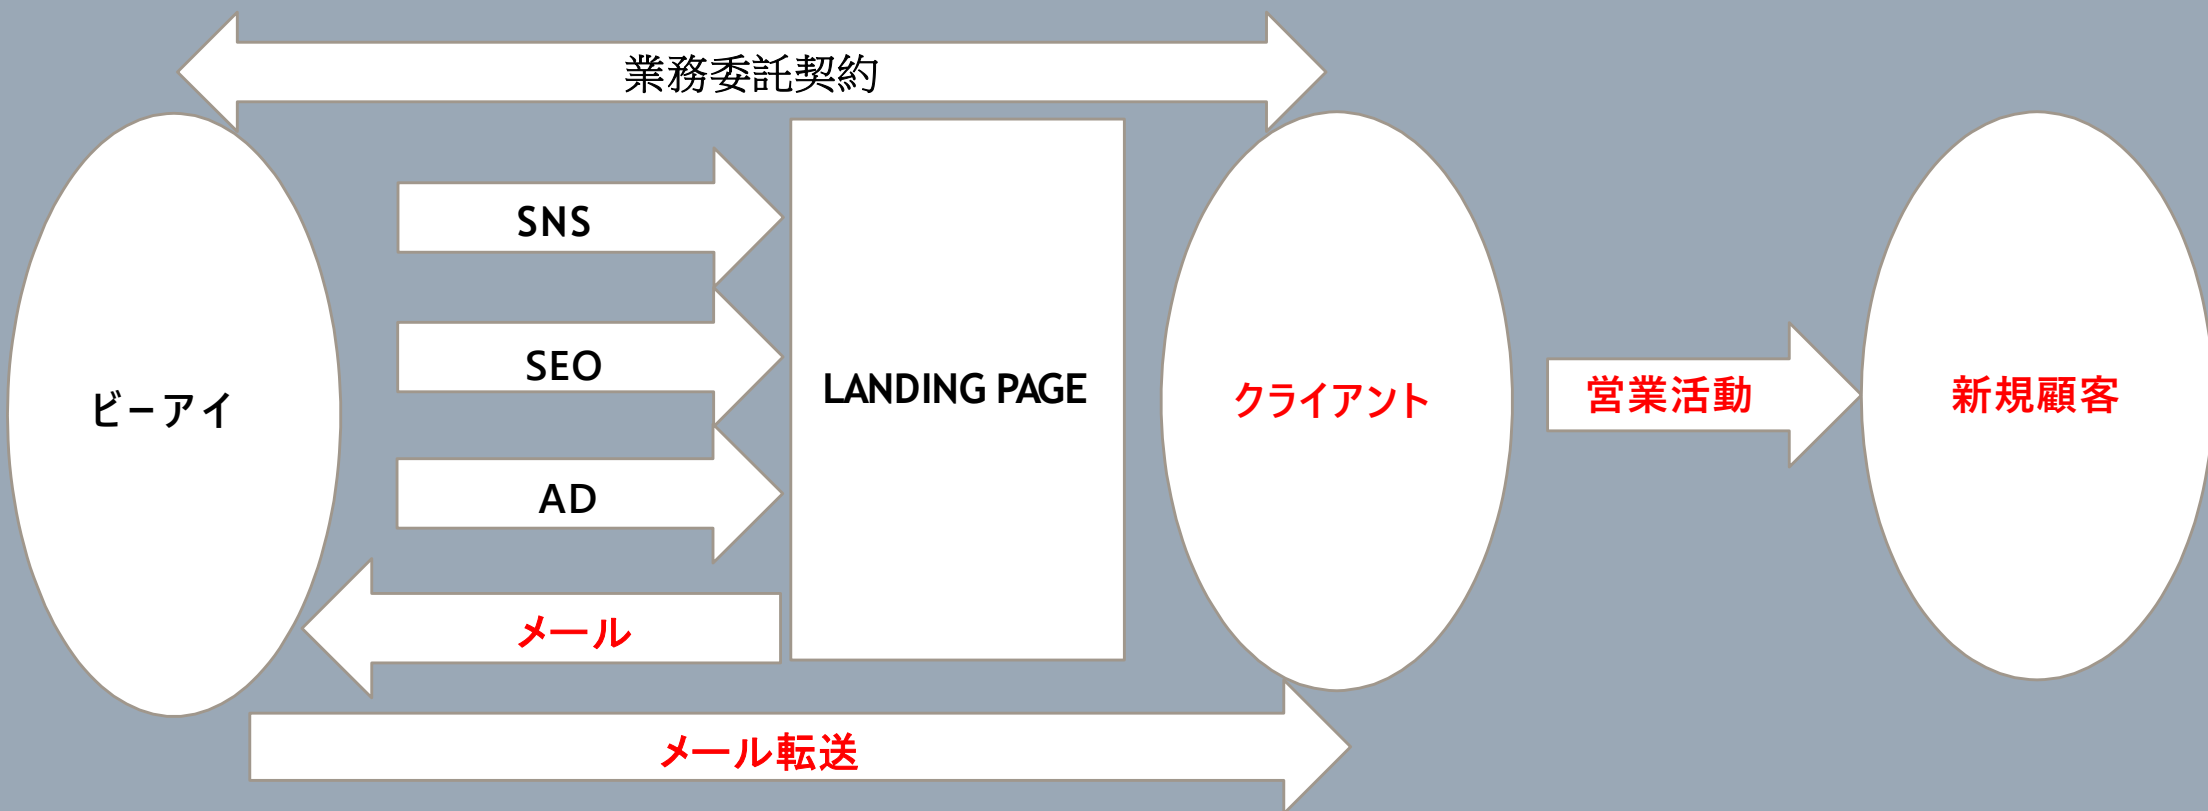 業務委託契約
SNS
SEO
AD
ビーアイ
LANDING PAGE
クライアント
営業活動
新規顧客
メール
メール転送